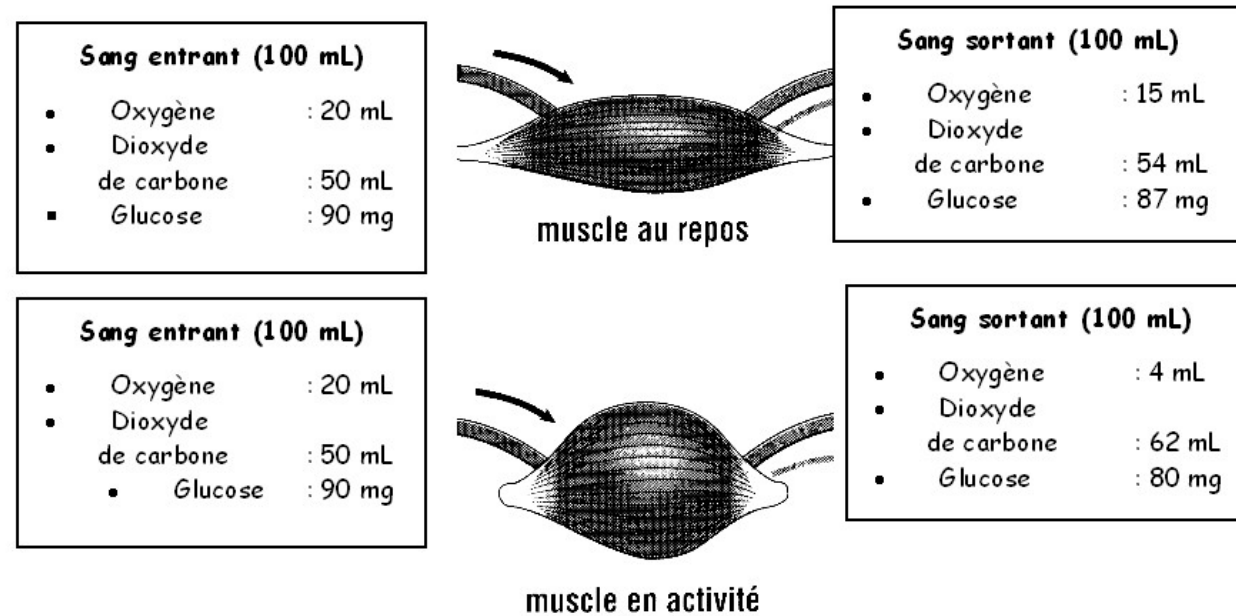 Sang entrant (100 mL)
• Oxygène : 20 mL
• Dioxyde
de carbone : 50 mL
▪ Glucose : 90 mg
muscle au repos
Sang sortant (100 mL)
• Oxygène : 15 mL
• Dioxyde
de carbone : 54 mL
• Glucose : 87 mg
Sang entrant (100 mL)
• Oxygène : 20 mL
• Dioxyde
de carbone : 50 mL
• Glucose : 90 mg
muscle en activité
Sang sortant (100 mL)
• Oxygène : 4 mL
• Dioxyde
de carbone : 62 mL
• Glucose : 80 mg